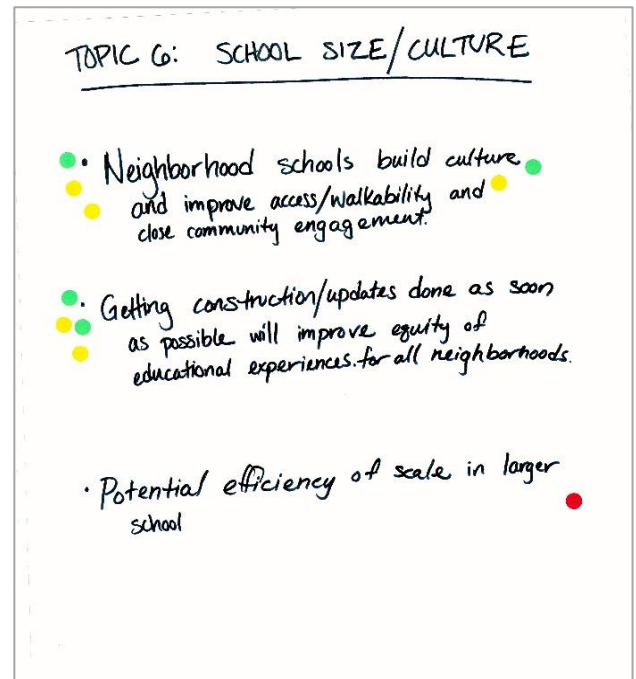 TOPIC 6: SCHOOL SIZE/CULTURE
• Neighborhood schools build culture
and improve access/walkability and
close community engagement.
• Getting construction/updates done as soon
as possible will improve equity of
educational experiences.for all neighborhoods.
• Potential efficiency of scale in larger
school